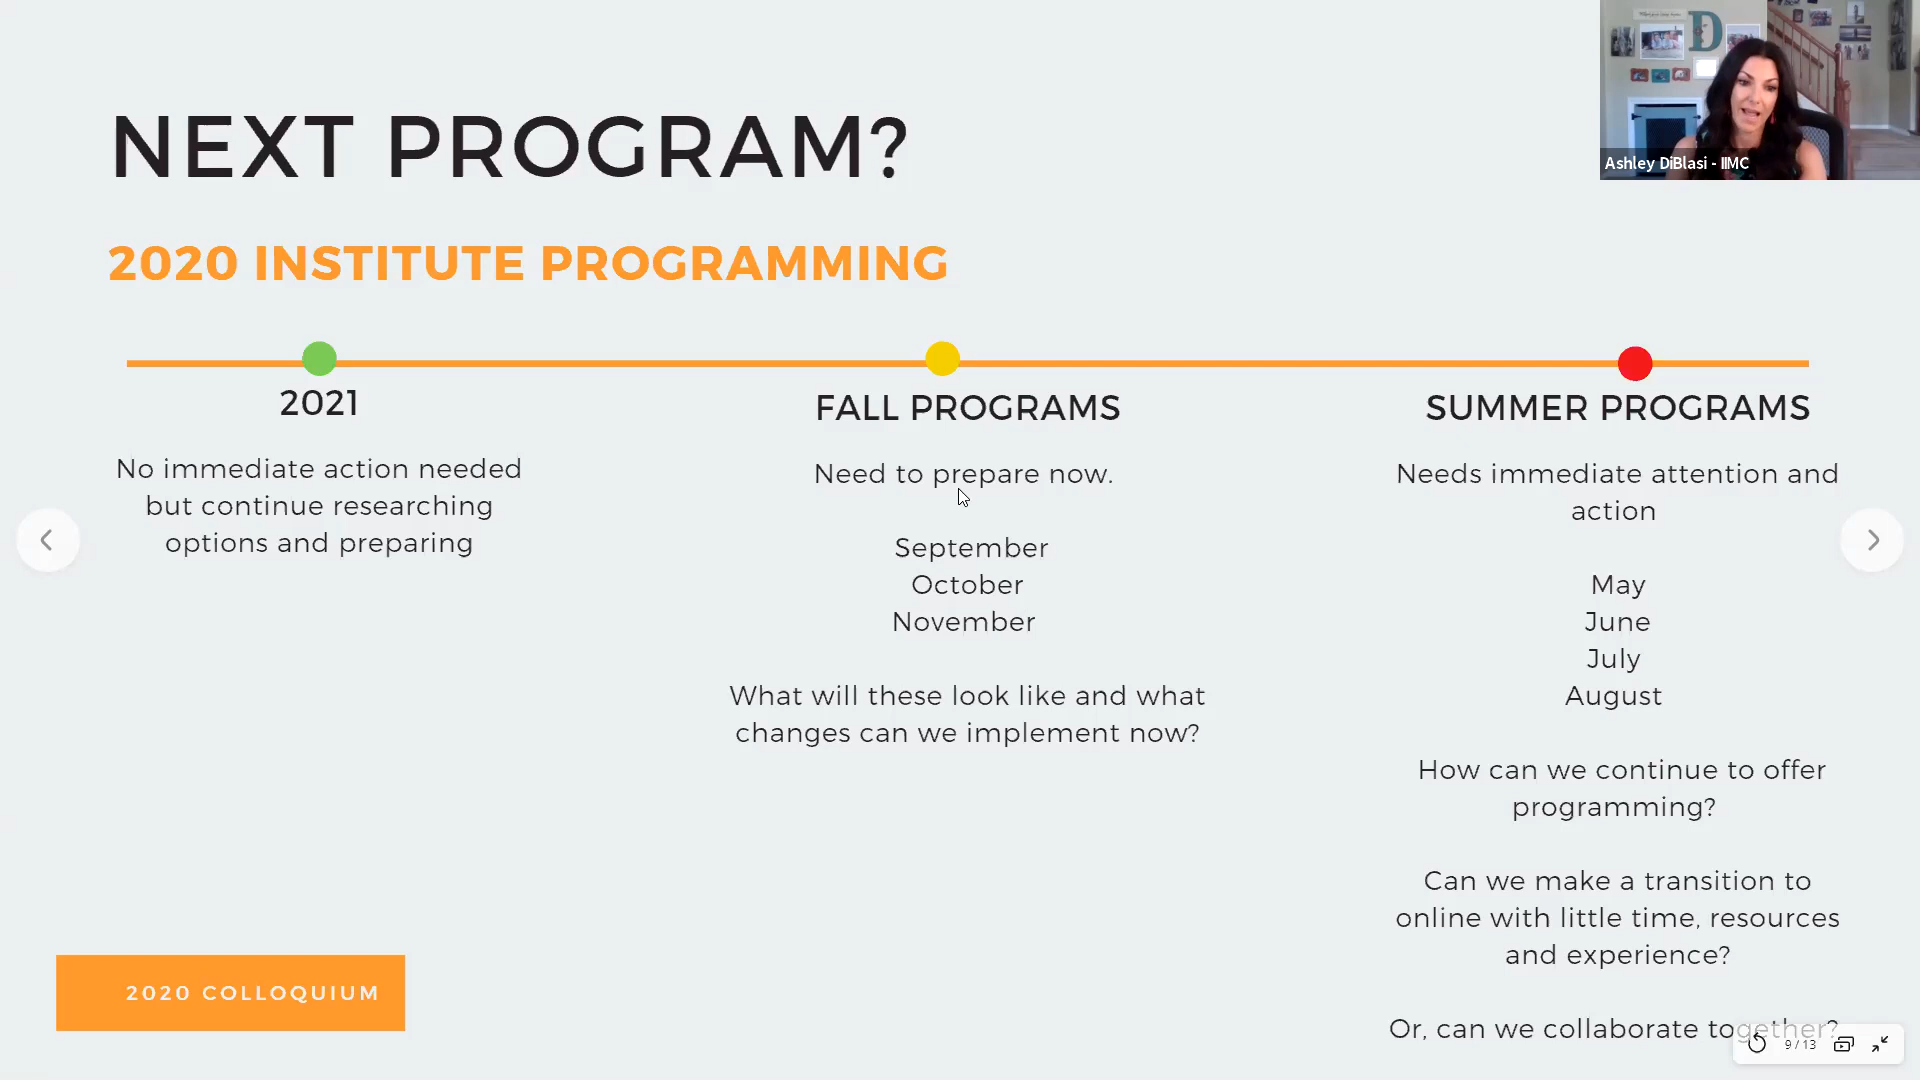 NEXT PROGRAM?
2020 INSTITUTE PROGRAMMING
2021
No immediate action needed
but continue researching
options and preparing
FALL PROGRAMS
Need to prepare now.
September
October
November
What will these look like and what
changes can we implement now?
SUMMER PROGRAMS
Needs immediate attention and
action
May
June
July
August
How can we continue to offer
programming?
Can we make a transition to
online with little time, resources
and experience?
Or, can we collaborate together?
2020 COLLOQUIUM
Ashley DiBlasi - IIMC
D
9 / 13